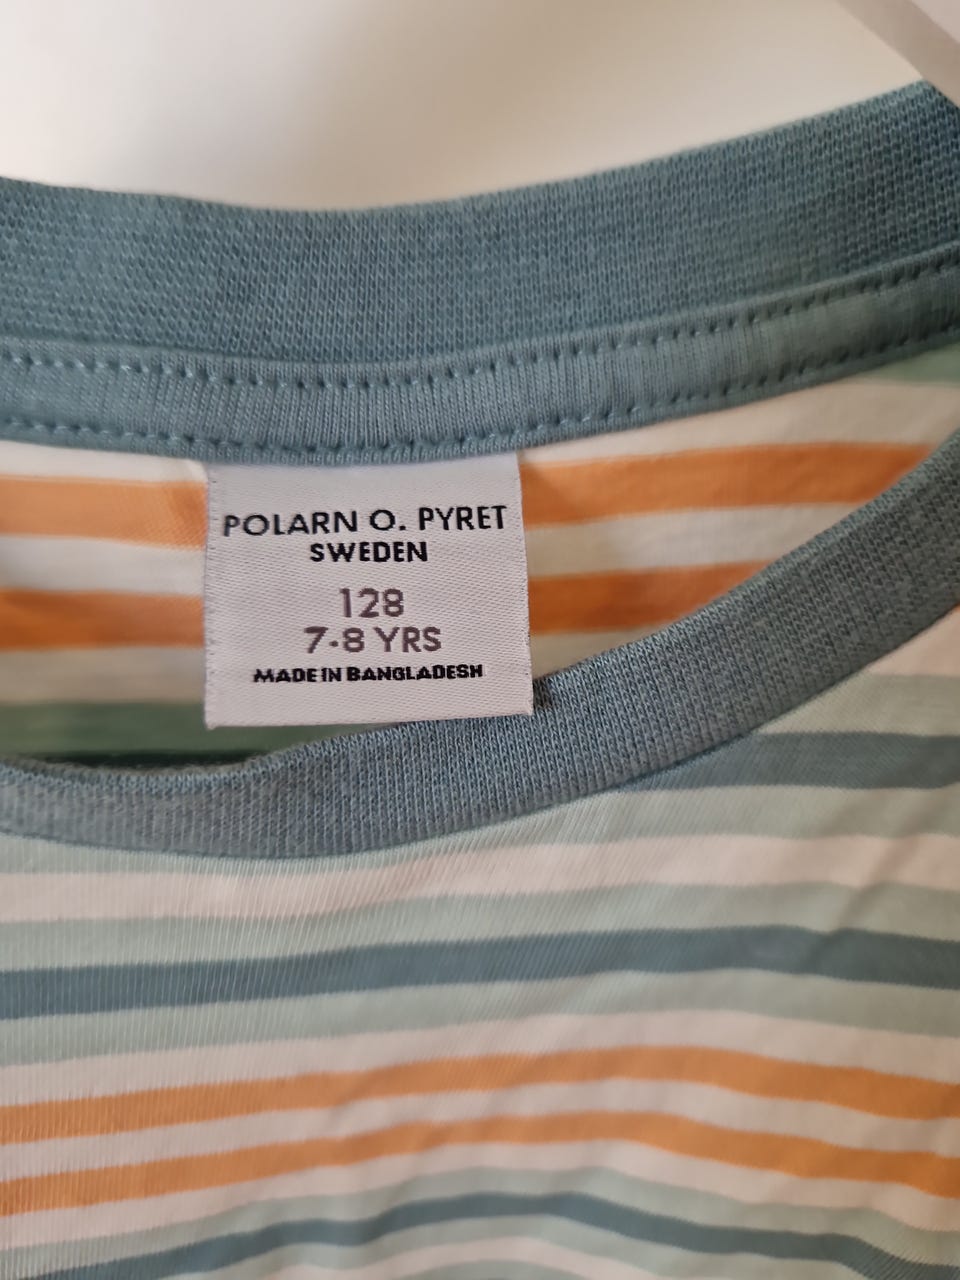 POLARN O. PYRET
SWEDEN
128
7-8 YRS
MADE IN BANGLADESH